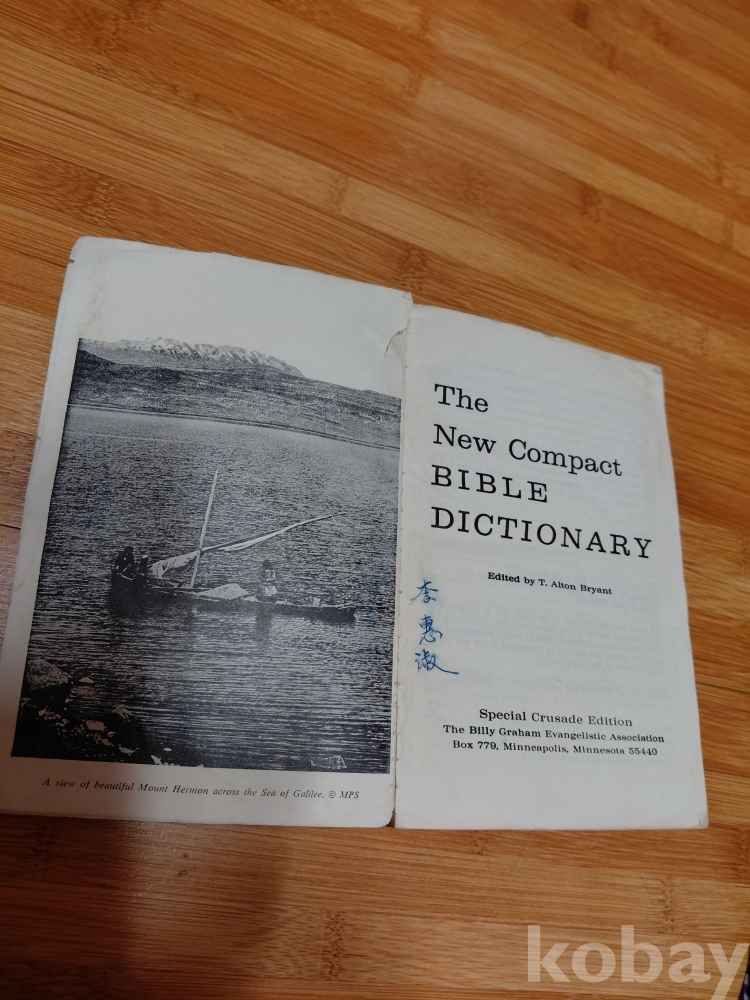 A view of beautiful Mount Hermon across the Sea of Galilee. © MPS
The
New Compact
BIBLE
DICTIONARY
Edited by T. Alton Bryant
李
惠
淑
Special Crusade Edition
The Billy Graham Evangelistic Association
Box 779, Minneapolis, Minnesota 55440
kobay